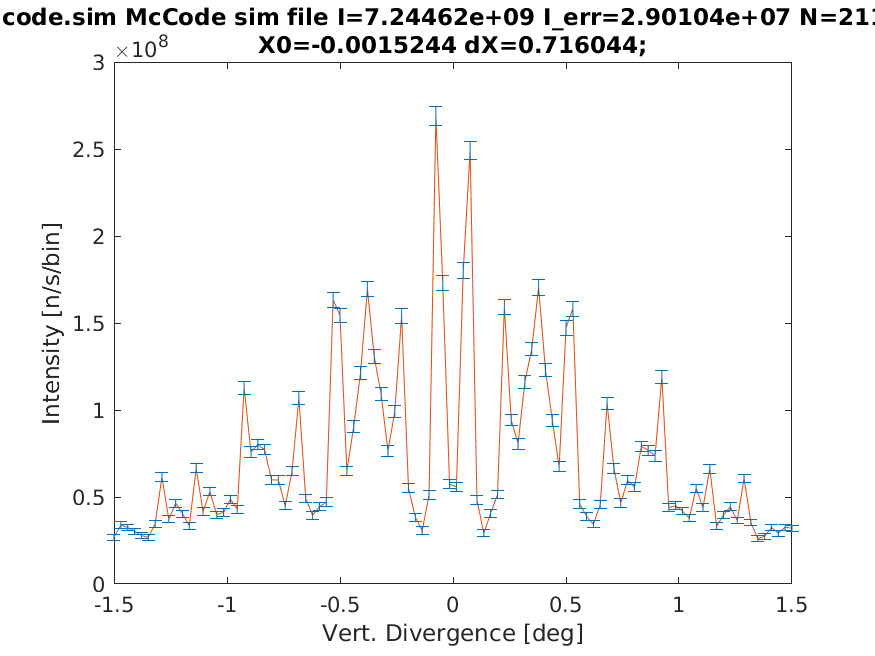 code.sim McCode sim file I=7.24462e+09 I_err=2.90104e+07 N=211
X0=-0.0015244 dX=0.716044;
×10^8
3
2.5
2
1.5
1
0.5
0
-1.5 -1 -0.5 0 0.5 1 1.5
Intensity [n/s/bin]
Vert. Divergence [deg]